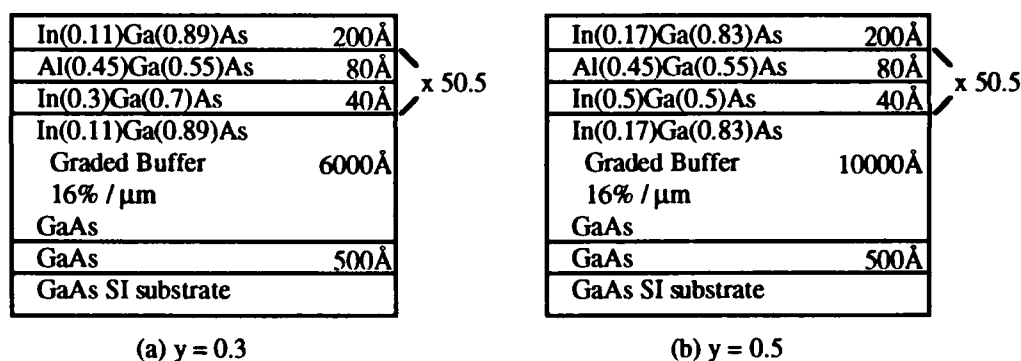 In(0.11)Ga(0.89)As 200Å
Al(0.45)Ga(0.55)As 80Å
In(0.3)Ga(0.7)As 40Å
x 50.5
In(0.11)Ga(0.89)As
Graded Buffer 6000Å
16% / μm
GaAs
GaAs 500Å
GaAs SI substrate
(a) y = 0.3
In(0.17)Ga(0.83)As 200Å
Al(0.45)Ga(0.55)As 80Å
In(0.5)Ga(0.5)As 40Å
x 50.5
In(0.17)Ga(0.83)As
Graded Buffer 10000Å
16% / μm
GaAs
GaAs 500Å
GaAs SI substrate
(b) y = 0.5